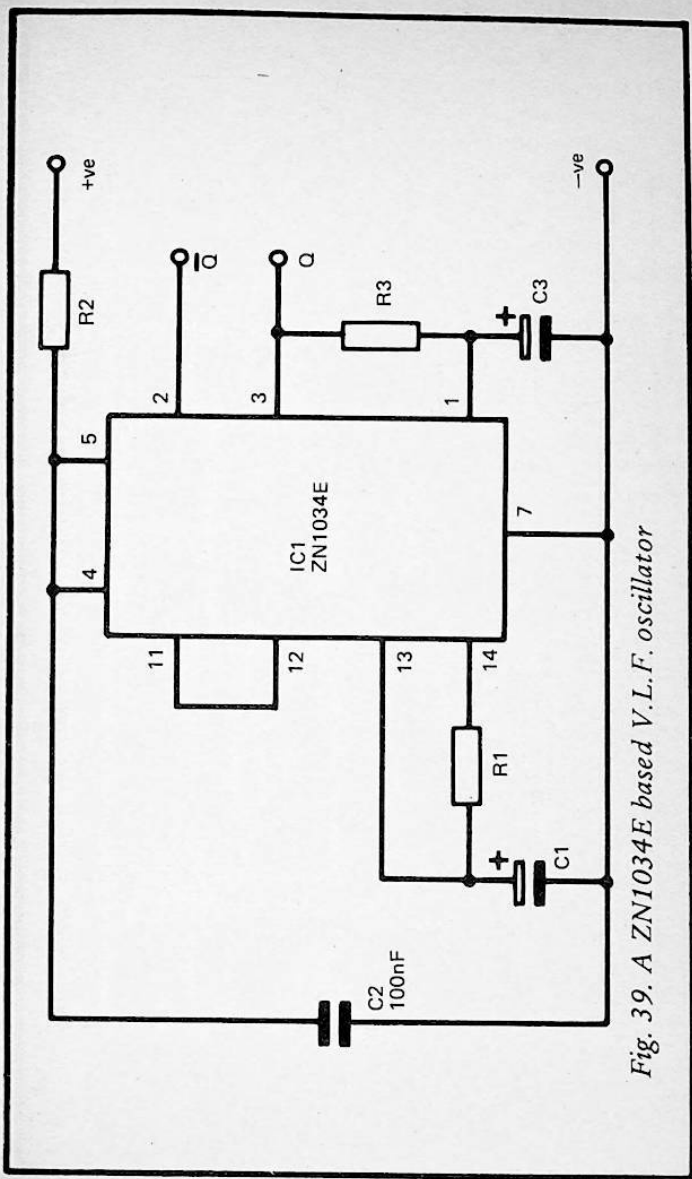 +ve
R2
Q
Q
5
2
4
3
R3
IC1
ZN1034E
11
12
1
+
C3
13
14
7
−ve
R1
+
C1
C2
100nF
Fig. 39. A ZN1034E based V.L.F. oscillator